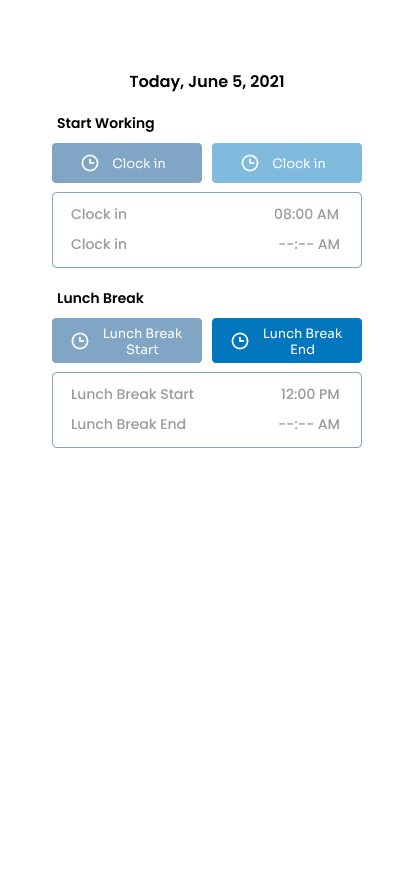 Today, June 5, 2021
Start Working
Clock in Clock in
Clock in 08:00 AM
Clock in --:-- AM
Lunch Break
Lunch Break Start
Lunch Break End
Lunch Break Start 12:00 PM
Lunch Break End --:-- AM